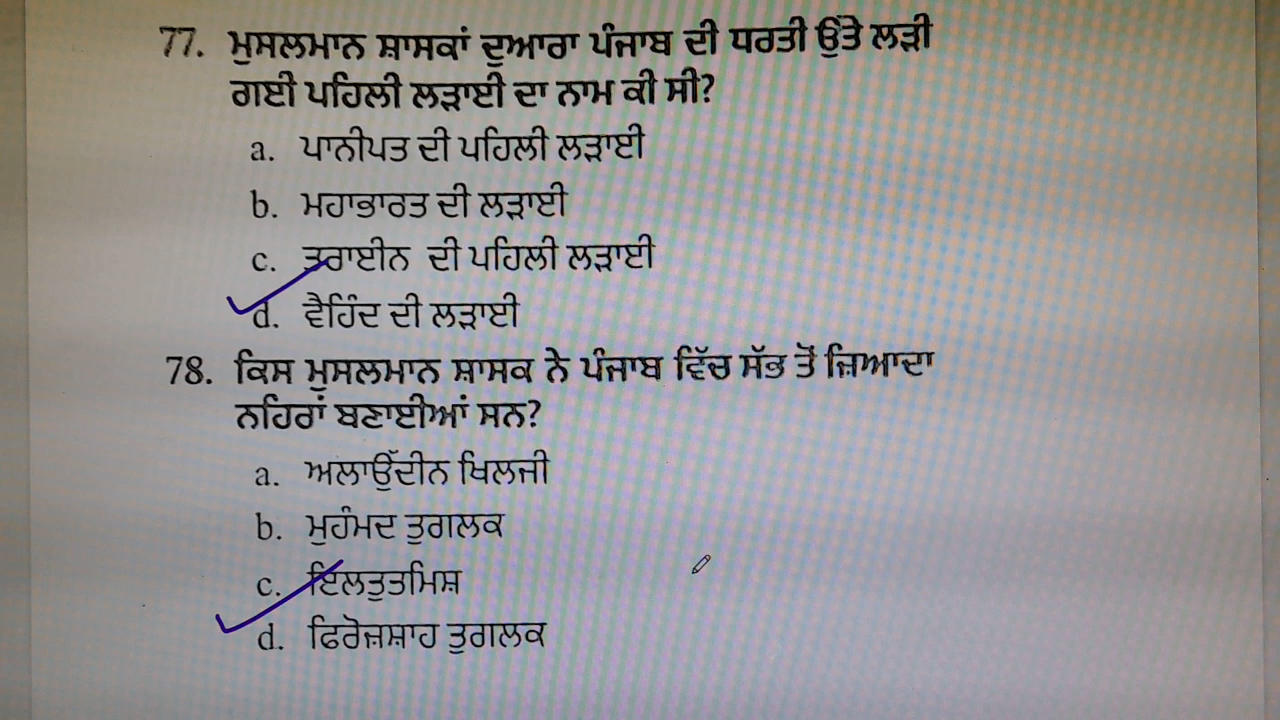 77. ਮੁਸਲਮਾਨ ਸ਼ਾਸਕਾਂ ਦੁਆਰਾ ਪੰਜਾਬ ਦੀ ਧਰਤੀ ਉੱਤੇ ਲੜੀ
ਗਈ ਪਹਿਲੀ ਲੜਾਈ ਦਾ ਨਾਮ ਕੀ ਸੀ?
a. ਪਾਨੀਪਤ ਦੀ ਪਹਿਲੀ ਲੜਾਈ
b. ਮਹਾਭਾਰਤ ਦੀ ਲੜਾਈ
c. ਤਰਾਈਨ ਦੀ ਪਹਿਲੀ ਲੜਾਈ
d. ਵੈਹਿੰਦ ਦੀ ਲੜਾਈ
78. ਕਿਸ ਮੁਸਲਮਾਨ ਸ਼ਾਸਕ ਨੇ ਪੰਜਾਬ ਵਿੱਚ ਸੱਭ ਤੋਂ ਜ਼ਿਆਦਾ
ਨਹਿਰਾਂ ਬਣਾਈਆਂ ਸਨ?
a. ਅਲਾਉੱਦੀਨ ਖਿਲਜੀ
b. ਮੁਹੰਮਦ ਤੁਗਲਕ
c. ਇਲਤੁਤਮਿਸ਼
d. ਫਿਰੋਜ਼ਸ਼ਾਹ ਤੁਗਲਕ